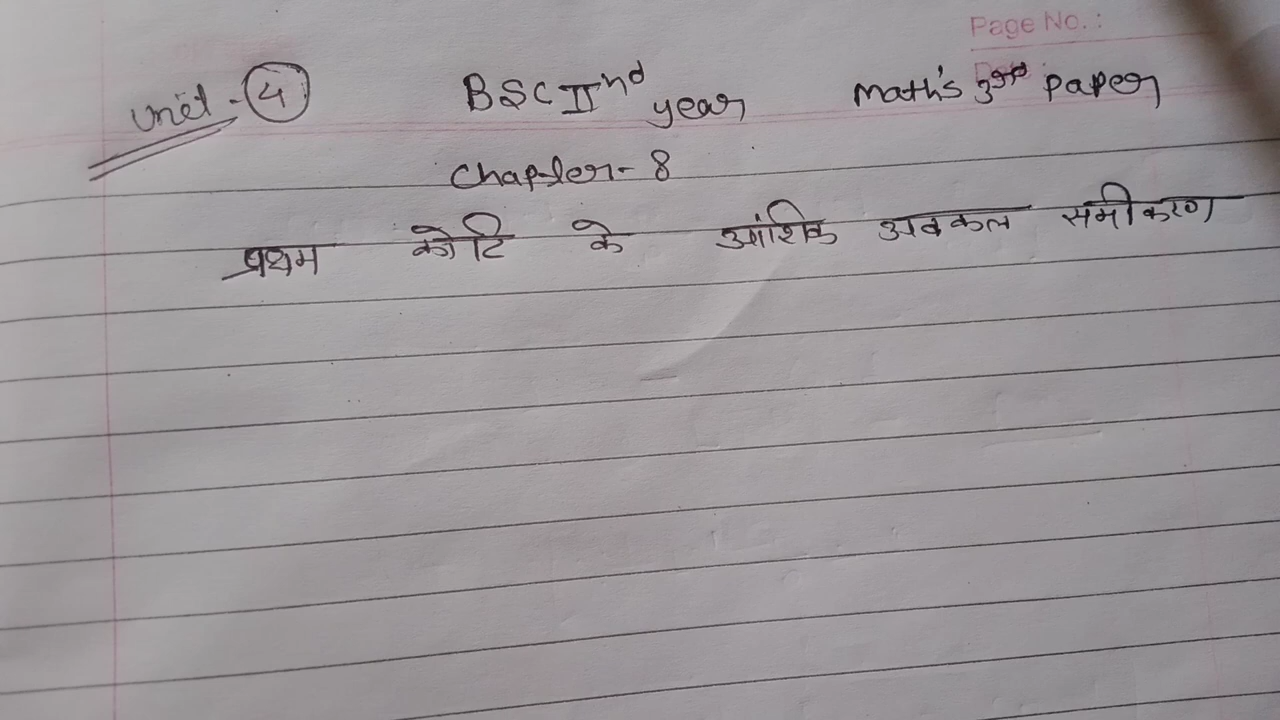 Page No. :
Unit - 4 BSC IInd year Math's 3rd paper
Chapter - 8
प्रथम कोटि के आंशिक अवकल समीकरण